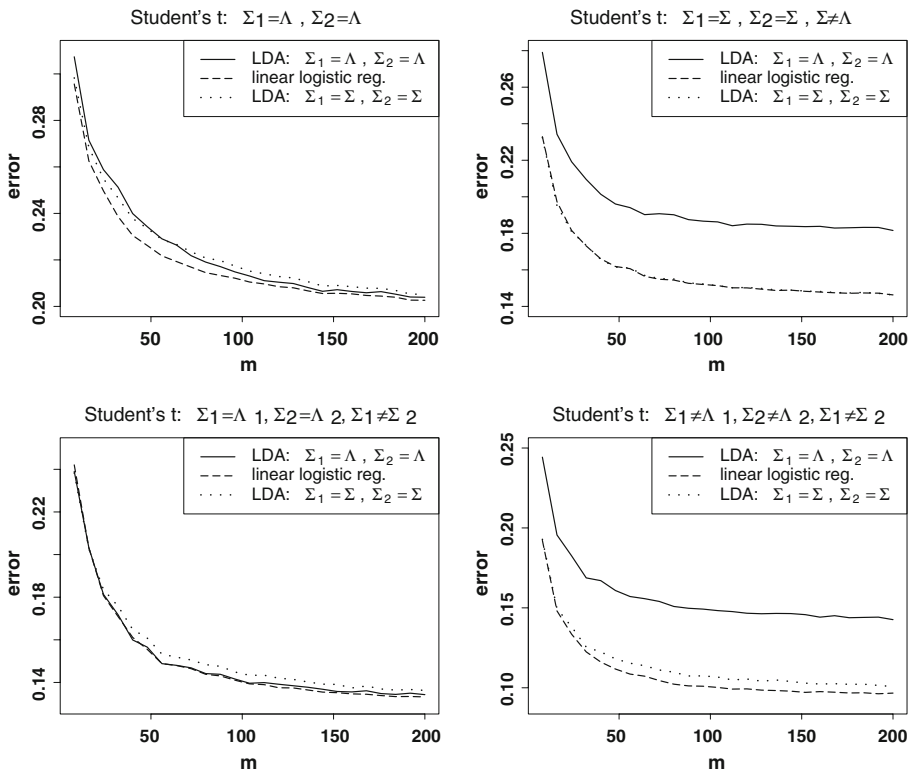 Student's t: Σ1=Λ , Σ2=Λ
LDA: Σ1 = Λ , Σ2 = Λ
linear logistic reg.
LDA: Σ1 = Σ , Σ2 = Σ
error
0.20
0.24
0.28
50
100
150
200
m
Student's t: Σ1=Σ , Σ2=Σ , Σ≠Λ
LDA: Σ1 = Λ , Σ2 = Λ
linear logistic reg.
LDA: Σ1 = Σ , Σ2 = Σ
error
0.14
0.18
0.22
0.26
50
100
150
200
m
Student's t: Σ1=Λ 1, Σ2=Λ 2, Σ1≠Σ 2
LDA: Σ1 = Λ , Σ2 = Λ
linear logistic reg.
LDA: Σ1 = Σ , Σ2 = Σ
error
0.14
0.18
0.22
50
100
150
200
m
Student's t: Σ1≠Λ 1, Σ2≠Λ 2, Σ1≠Σ 2
LDA: Σ1 = Λ , Σ2 = Λ
linear logistic reg.
LDA: Σ1 = Σ , Σ2 = Σ
error
0.10
0.15
0.20
0.25
50
100
150
200
m